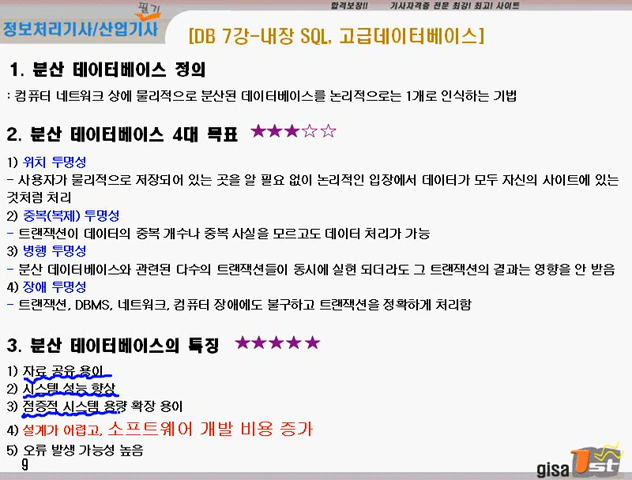 합격보장!! 기사자격증 전문 최강! 최고! 사이트
필기
정보처리기사/산업기사
[DB 7강-내장 SQL, 고급데이터베이스]
1. 분산 데이터베이스 정의
: 컴퓨터 네트워크 상에 물리적으로 분산된 데이터베이스를 논리적으로는 1개로 인식하는 기법
2. 분산 데이터베이스 4대 목표 ★★★☆☆
1) 위치 투명성
- 사용자가 물리적으로 저장되어 있는 곳을 알 필요 없이 논리적인 입장에서 데이터가 모두 자신의 사이트에 있는
것처럼 처리
2) 중복(복제) 투명성
- 트랜잭션이 데이터의 중복 개수나 중복 사실을 모르고도 데이터 처리가 가능
3) 병행 투명성
- 분산 데이터베이스와 관련된 다수의 트랜잭션들이 동시에 실현 되더라도 그 트랜잭션의 결과는 영향을 안 받음
4) 장애 투명성
- 트랜잭션, DBMS, 네트워크, 컴퓨터 장애에도 불구하고 트랜잭션을 정확하게 처리함
3. 분산 데이터베이스의 특징 ★★★★★
1) 자료 공유 용이
2) 시스템 성능 향상
3) 점증적 시스템 용량 확장 용이
4) 설계가 어렵고, 소프트웨어 개발 비용 증가
5) 오류 발생 가능성 높음
9
gisa 1st